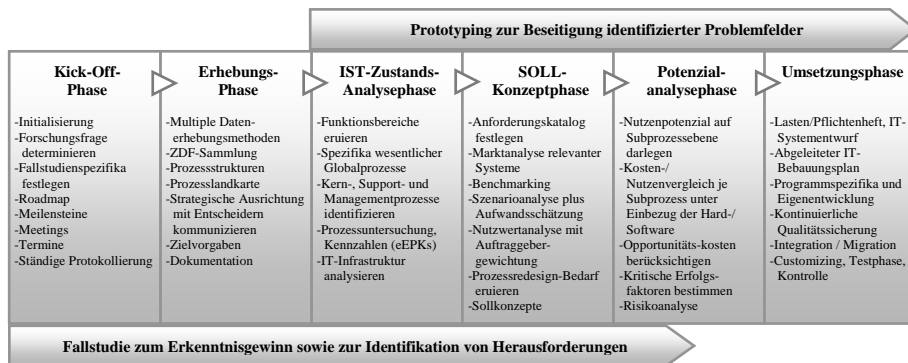 Prototyping zur Beseitigung identifizierter Problemfelder
Kick-Off-
Phase
-Initialisierung
-Forschungsfrage
determinieren
-Fallstudienspezifika
festlegen
-Roadmap
-Meilensteine
-Meetings
-Termine
-Ständige Protokollierung
Erhebungs-
Phase
-Multiple Daten-
erhebungsmethoden
-ZDF-Sammlung
-Prozessstrukturen
-Prozesslandkarte
-Strategische Ausrichtung
mit Entscheidern
kommunizieren
-Zielvorgaben
-Dokumentation
IST-Zustands-
Analysephase
-Funktionsbereiche
eruieren
-Spezifika wesentlicher
Globalprozesse
-Kern-, Support- und
Managementprozesse
identifizieren
-Prozessuntersuchung,
Kennzahlen (eEPKs)
-IT-Infrastruktur
analysieren
SOLL-
Konzeptphase
-Anforderungskatalog
festlegen
-Marktanalyse relevanter
Systeme
-Benchmarking
-Szenarioanalyse plus
Aufwandsschätzung
-Nutzwertanalyse mit
Auftraggeber-
gewichtung
-Prozessredesign-Bedarf
eruieren
-Sollkonzepte
Potenzial-
analysephase
-Nutzenpotenzial auf
Subprozessebene
darlegen
-Kosten-/
Nutzenvergleich je
Subprozess unter
Einbezug der Hard-/
Software
-Opportunitäts-kosten
berücksichtigen
-Kritische Erfolgs-
faktoren bestimmen
-Risikoanalyse
Umsetzungsphase
-Lasten/Pflichtenheft, IT-
Systementwurf
-Abgeleiteter IT-
Bebauungsplan
-Programmspezifika und
Eigenentwicklung
-Kontinuierliche
Qualitätssicherung
-Integration / Migration
-Customizing, Testphase,
Kontrolle
Fallstudie zum Erkenntnisgewinn sowie zur Identifikation von Herausforderungen